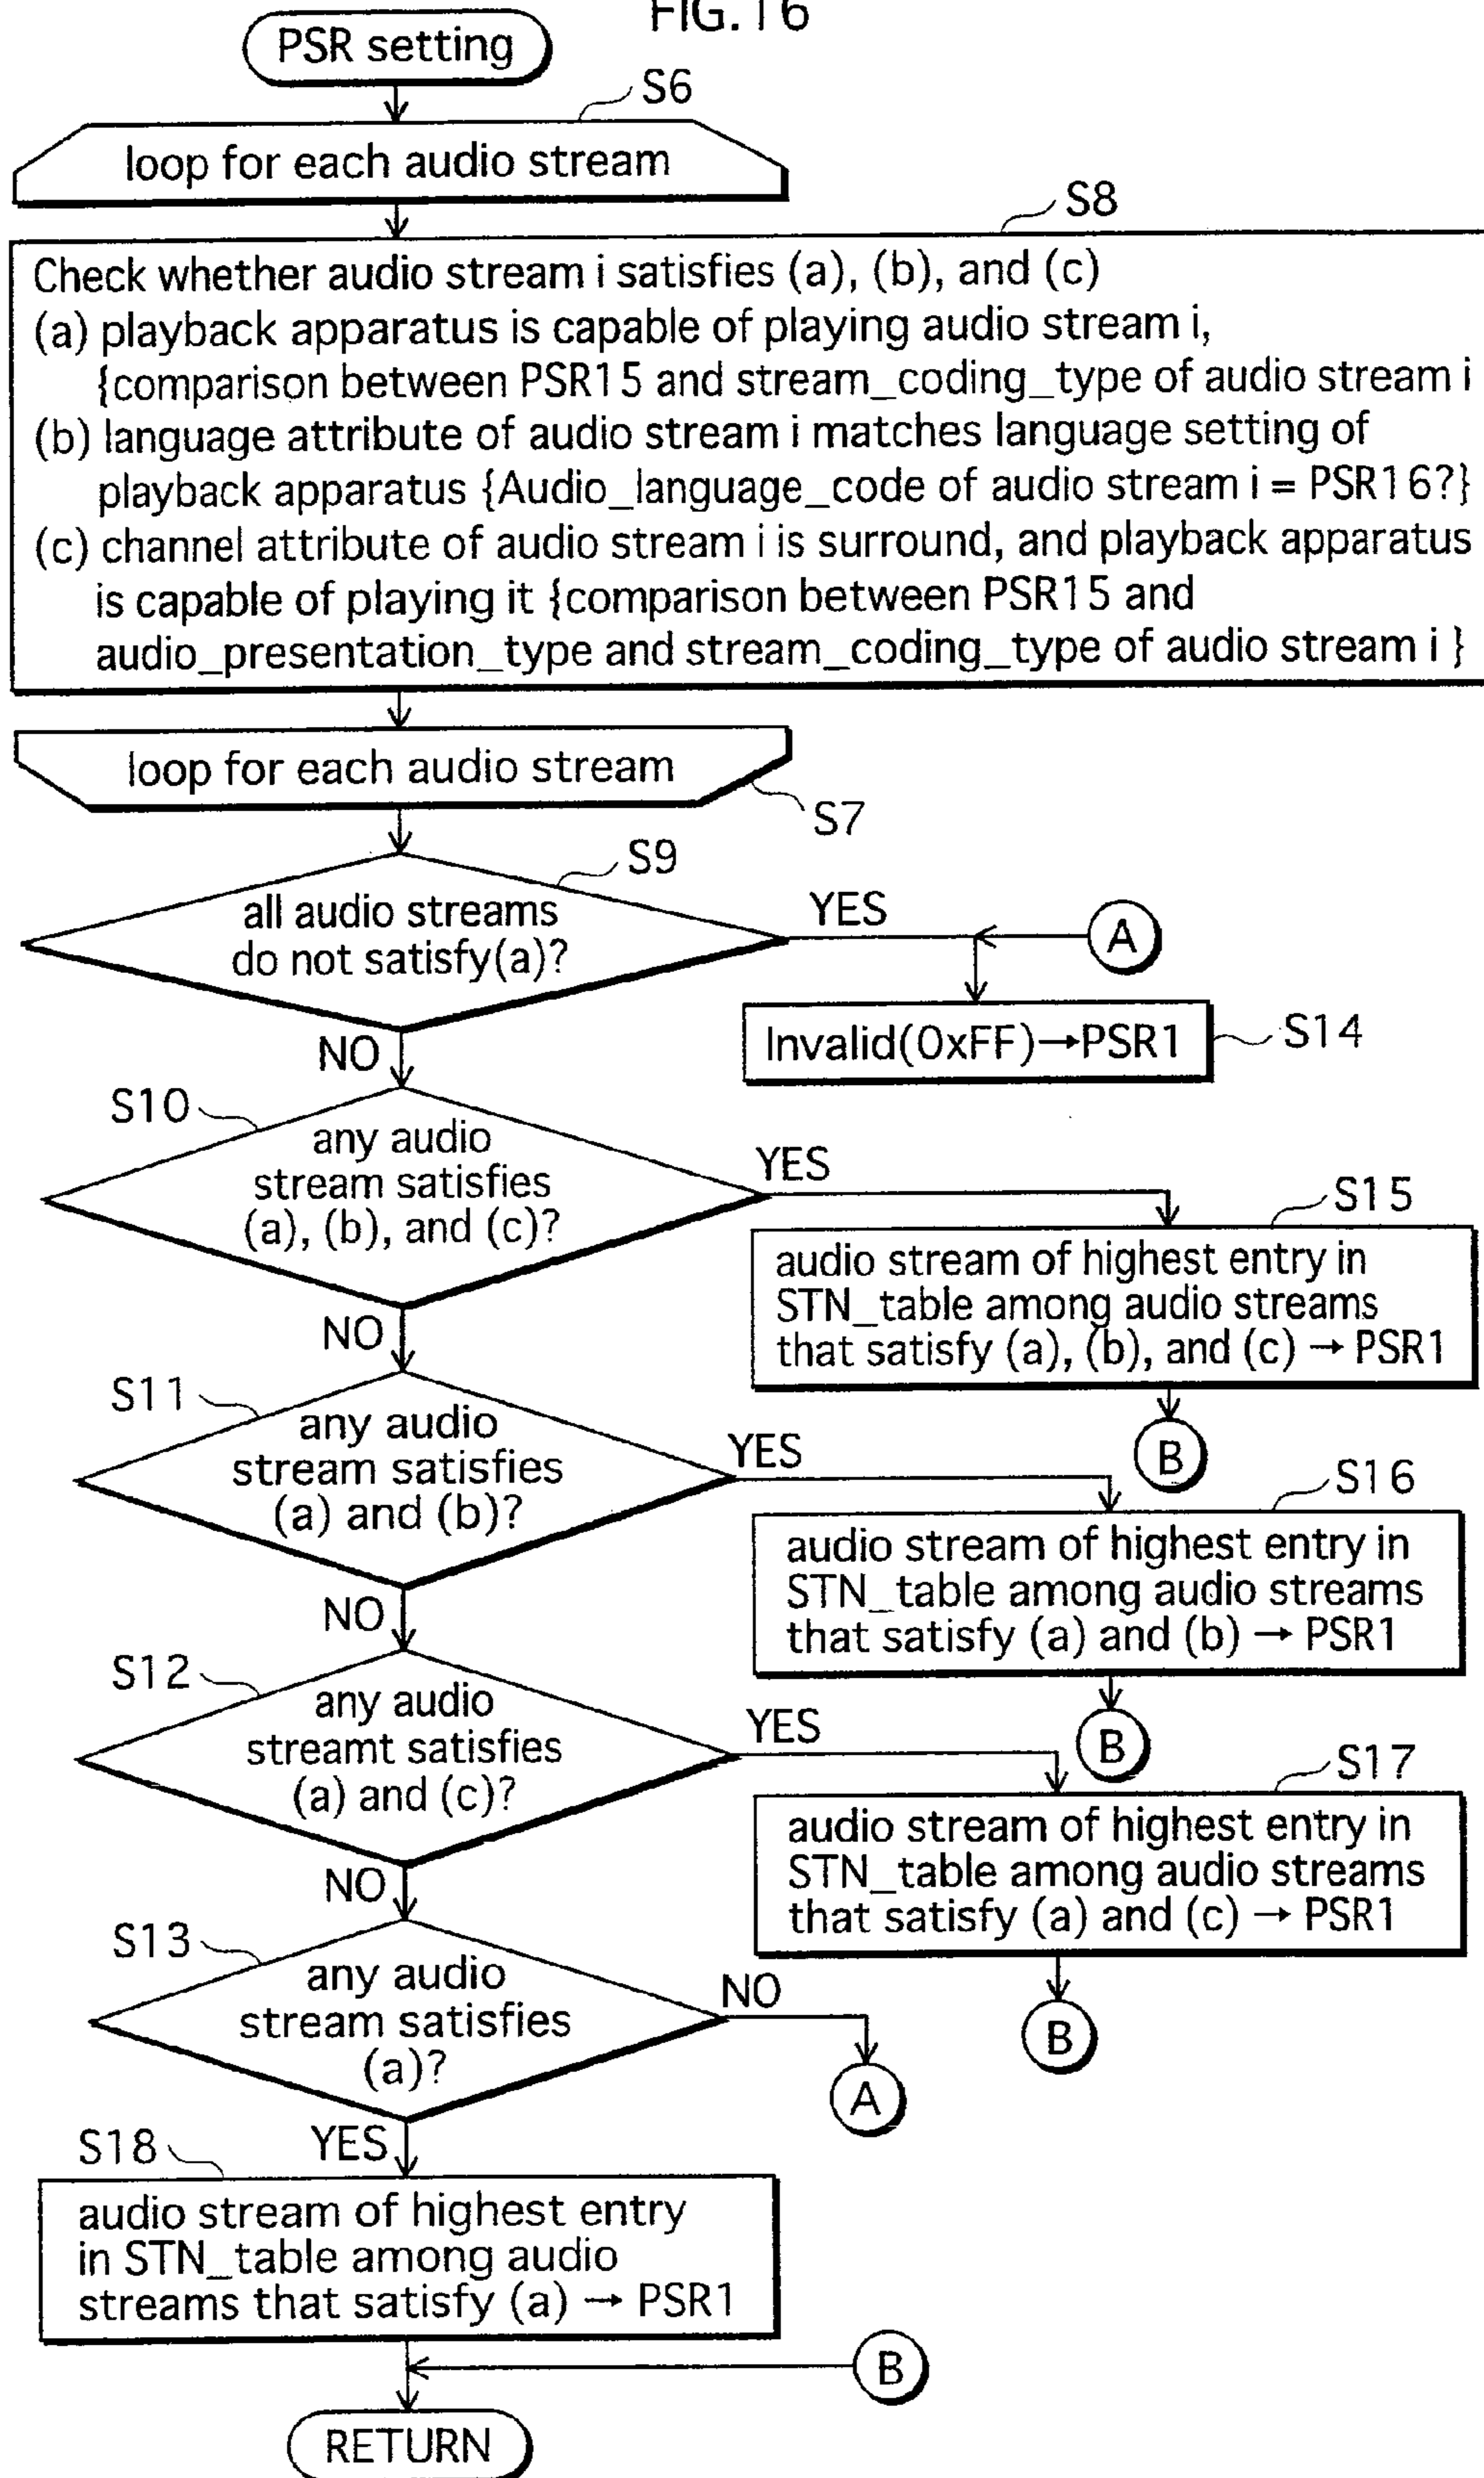 FIG.16
PSR setting
S6
loop for each audio stream
S8
Check whether audio stream i satisfies (a), (b), and (c)
(a) playback apparatus is capable of playing audio stream i,
{comparison between PSR15 and stream_coding_type of audio stream i
(b) language attribute of audio stream i matches language setting of
playback apparatus {Audio_language_code of audio stream i = PSR16?}
(c) channel attribute of audio stream i is surround, and playback apparatus
is capable of playing it {comparison between PSR15 and
audio_presentation_type and stream_coding_type of audio stream i }
loop for each audio stream
S7
S9
all audio streams
do not satisfy(a)?
YES
A
Invalid(0xFF)→PSR1
S14
NO
S10
any audio
stream satisfies
(a), (b), and (c)?
YES
S15
audio stream of highest entry in
STN_table among audio streams
that satisfy (a), (b), and (c) → PSR1
B
NO
S11
any audio
stream satisfies
(a) and (b)?
YES
S16
audio stream of highest entry in
STN_table among audio streams
that satisfy (a) and (b) → PSR1
B
NO
S12
any audio
streamt satisfies
(a) and (c)?
YES
S17
audio stream of highest entry in
STN_table among audio streams
that satisfy (a) and (c) → PSR1
B
NO
S13
any audio
stream satisfies
(a)?
NO
A
YES
S18
audio stream of highest entry
in STN_table among audio
streams that satisfy (a) → PSR1
B
RETURN